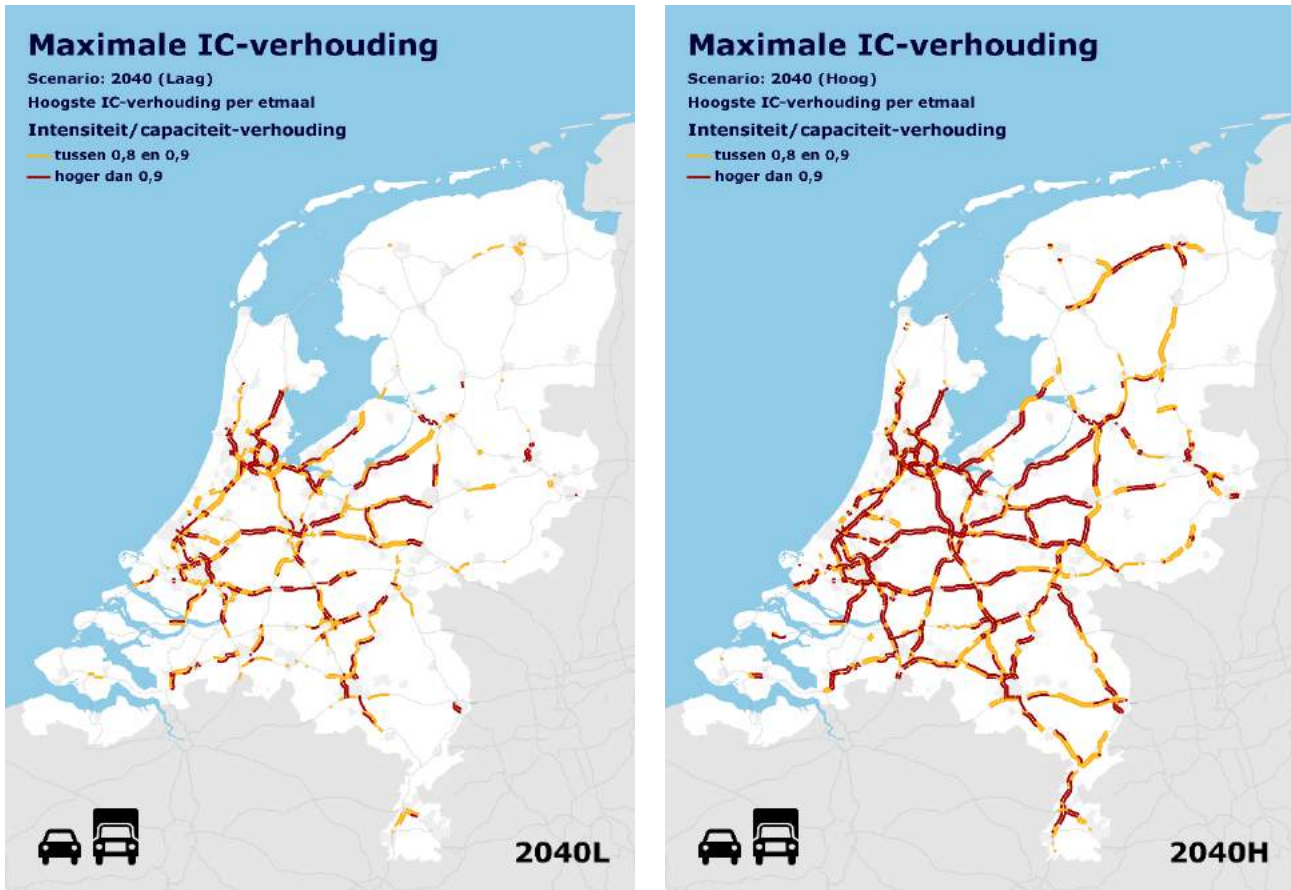 Maximale IC-verhouding
Scenario: 2040 (Laag)
Hoogste IC-verhouding per etmaal
Intensiteit/capaciteit-verhouding
tussen 0,8 en 0,9
hoger dan 0,9
2040L
Maximale IC-verhouding
Scenario: 2040 (Hoog)
Hoogste IC-verhouding per etmaal
Intensiteit/capaciteit-verhouding
tussen 0,8 en 0,9
hoger dan 0,9
2040H